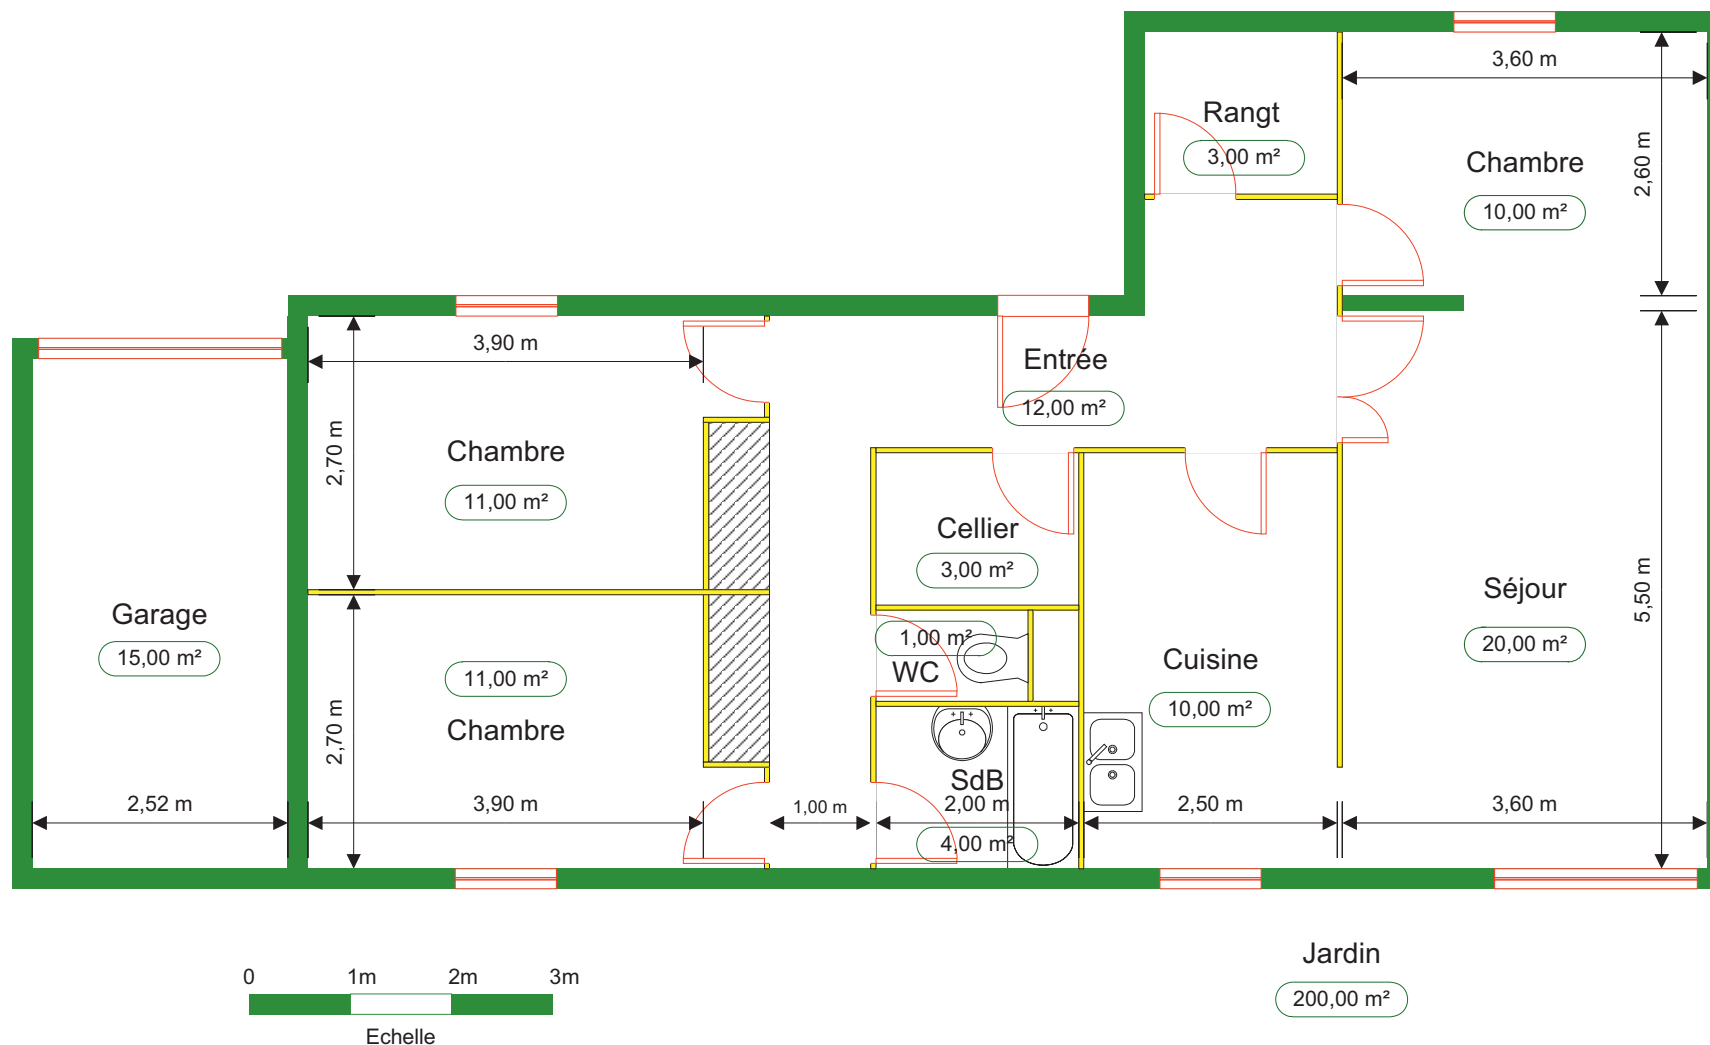 3,60 m
Rangt
3,00 m²
Chambre
10,00 m²
2,60 m
3,90 m
Entrée
12,00 m²
2,70 m
Chambre
11,00 m²
Cellier
3,00 m²
Séjour
20,00 m²
5,50 m
Garage
15,00 m²
1,00 m²
WC
Cuisine
10,00 m²
11,00 m²
Chambre
2,70 m
SdB
2,52 m
3,90 m
1,00 m
2,00 m
2,50 m
3,60 m
4,00 m²
Jardin
200,00 m²
0 1m 2m 3m
Echelle